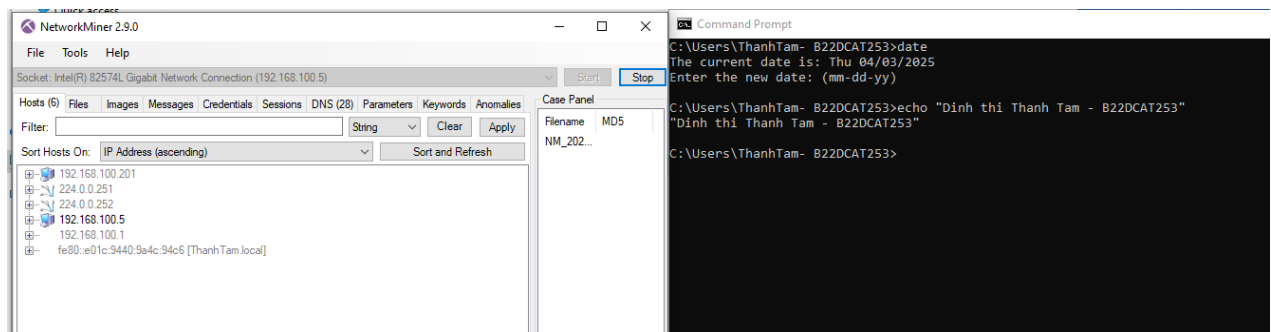 Quick access
NetworkMiner 2.9.0
File Tools Help
Socket: Intel(R) 82574L Gigabit Network Connection (192.168.100.5) Start Stop
Hosts (6) Files Images Messages Credentials Sessions DNS (28) Parameters Keywords Anomalies
Filter: String Clear Apply
Sort Hosts On: IP Address (ascending) Sort and Refresh
192.168.100.201
224.0.0.251
224.0.0.252
192.168.100.5
192.168.100.1
fe80::e01c:9440:9a4c:94c6 [ThanhTam.local]
Case Panel
Filename MD5
NM_202...
Command Prompt
C:\Users\ThanhTam- B22DCAT253>date
The current date is: Thu 04/03/2025
Enter the new date: (mm-dd-yy)
C:\Users\ThanhTam- B22DCAT253>echo "Dinh thi Thanh Tam - B22DCAT253"
"Dinh thi Thanh Tam - B22DCAT253"
C:\Users\ThanhTam- B22DCAT253>